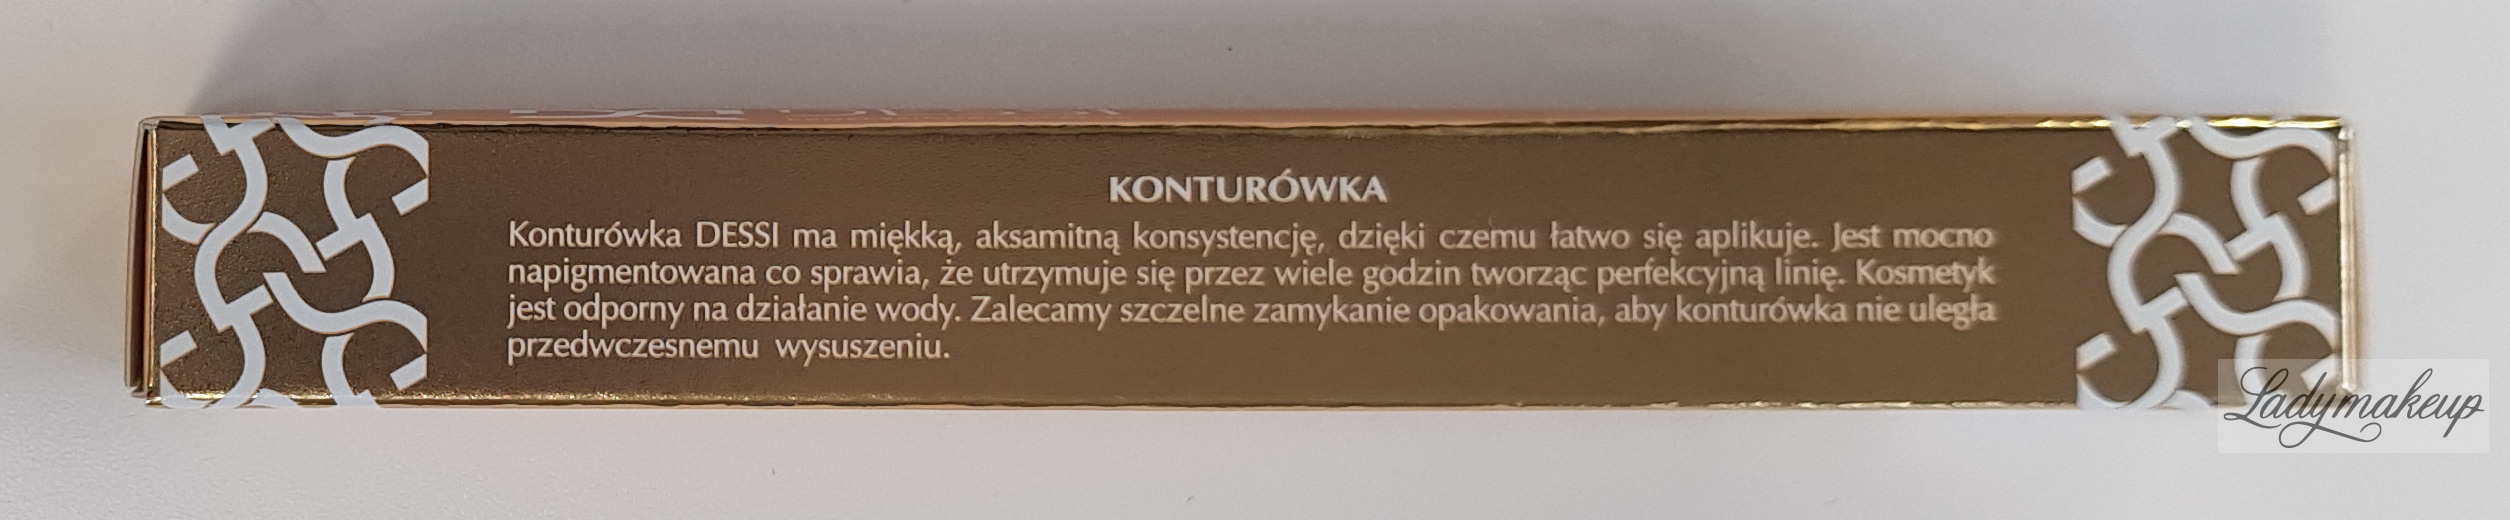 KONTURÓWKA
Konturówka DESSI ma miękką, aksamitną konsystencję, dzięki czemu łatwo się aplikuje. Jest mocno
napigmentowana co sprawia, że utrzymuje się przez wiele godzin tworząc perfekcyjną linię. Kosmetyk
jest odporny na działanie wody. Zalecamy szczelne zamykanie opakowania, aby konturówka nie uległa
przedwczesnemu wysuszeniu.
Ladymakeup